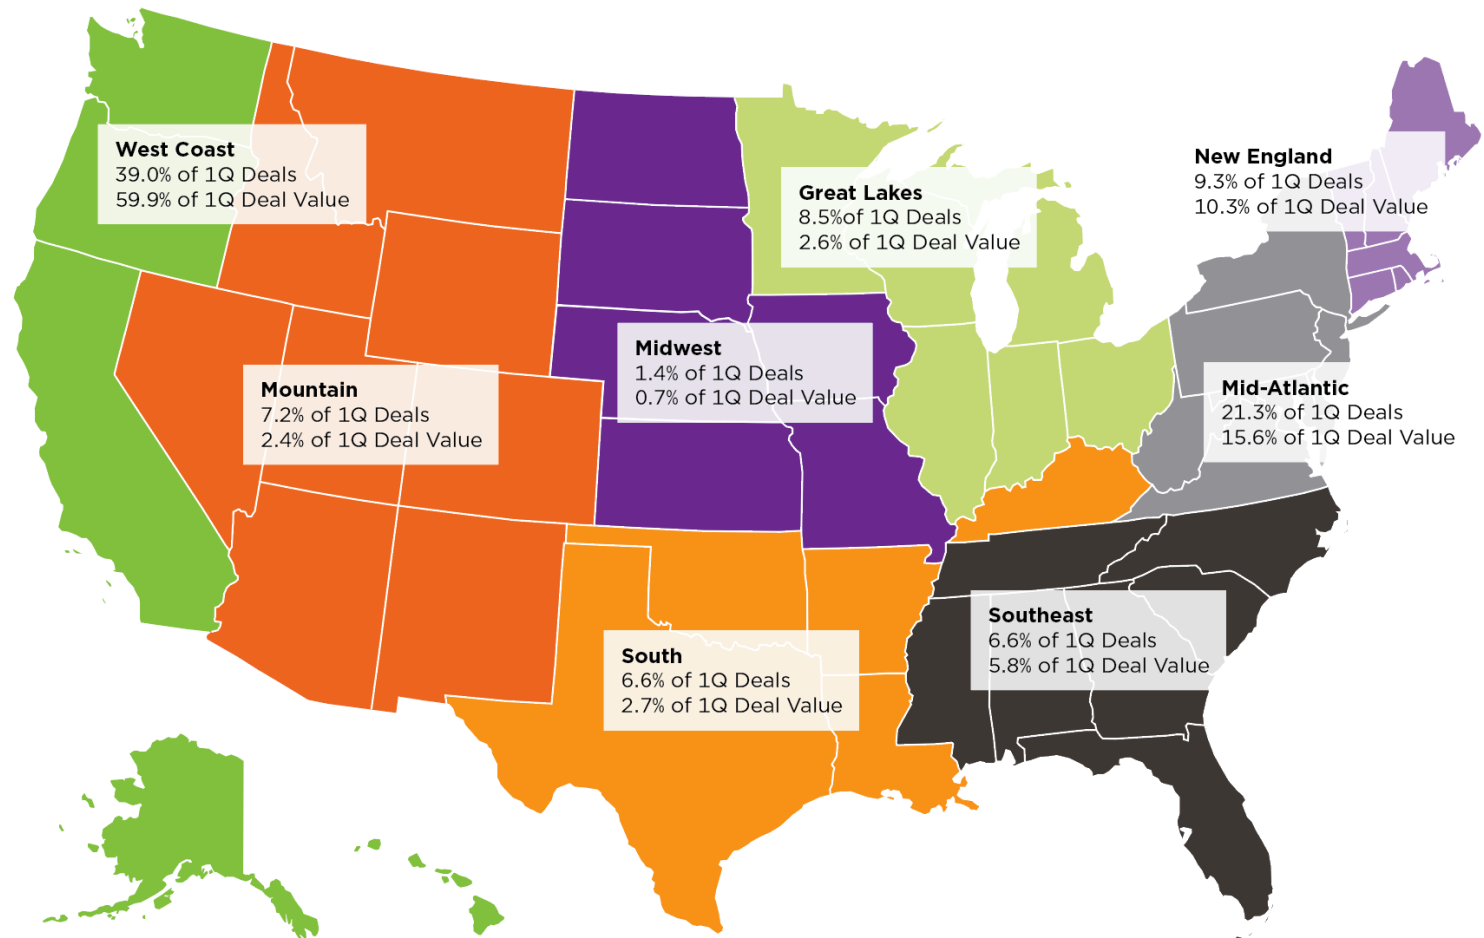 West Coast
39.0% of 1Q Deals
59.9% of 1Q Deal Value
Great Lakes
8.5%of 1Q Deals
2.6% of 1Q Deal Value
New England
9.3% of 1Q Deals
10.3% of 1Q Deal Value
Midwest
1.4% of 1Q Deals
0.7% of 1Q Deal Value
Mountain
7.2% of 1Q Deals
2.4% of 1Q Deal Value
Mid-Atlantic
21.3% of 1Q Deals
15.6% of 1Q Deal Value
Southeast
6.6% of 1Q Deals
5.8% of 1Q Deal Value
South
6.6% of 1Q Deals
2.7% of 1Q Deal Value